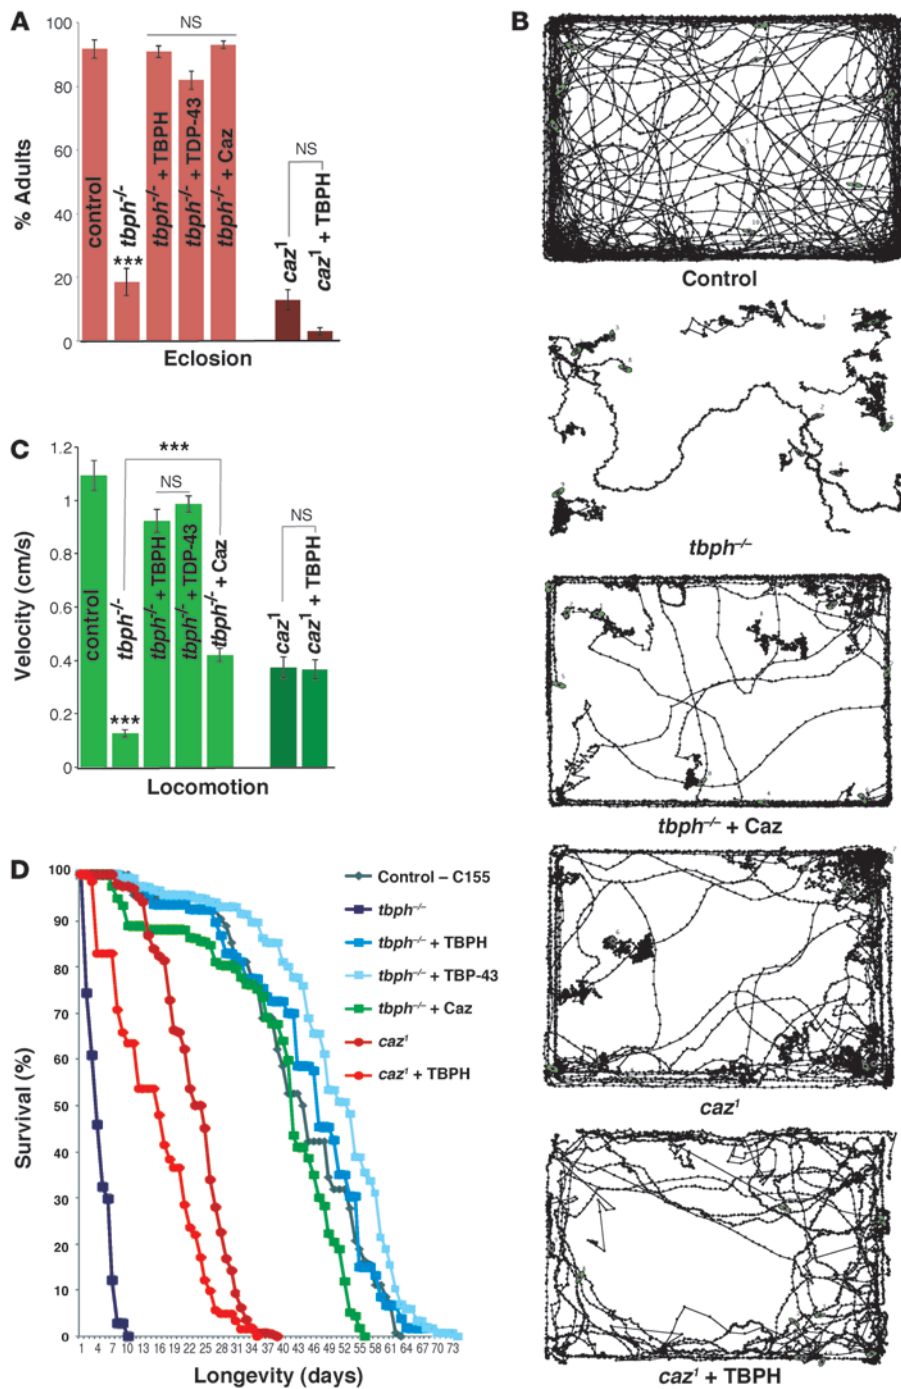 A
NS
100
80
60
40
20
0
% Adults
control
tbph-/-
***
tbph-/- + TBPH
tbph-/- + TDP-43
tbph-/- + Caz
NS
caz1
caz1 + TBPH
Eclosion
B
Control
tbph–/–
tbph–/– + Caz
caz1
caz1 + TBPH
C
***
NS
NS
1.2
1
0.8
0.6
0.4
0.2
0
Velocity (cm/s)
control
tbph-/-
***
tbph-/- + TBPH
tbph-/- + TDP-43
tbph-/- + Caz
caz1
caz1 + TBPH
Locomotion
D
100
90
80
70
60
50
40
30
20
10
0
Survival (%)
Control – C155
tbph–/–
tbph–/– + TBPH
tbph–/– + TBP-43
tbph–/– + Caz
caz1
caz1 + TBPH
1 4 7 10 13 16 19 22 25 28 31 34 37 40 43 46 49 52 55 58 61 64 67 70 73
Longevity (days)